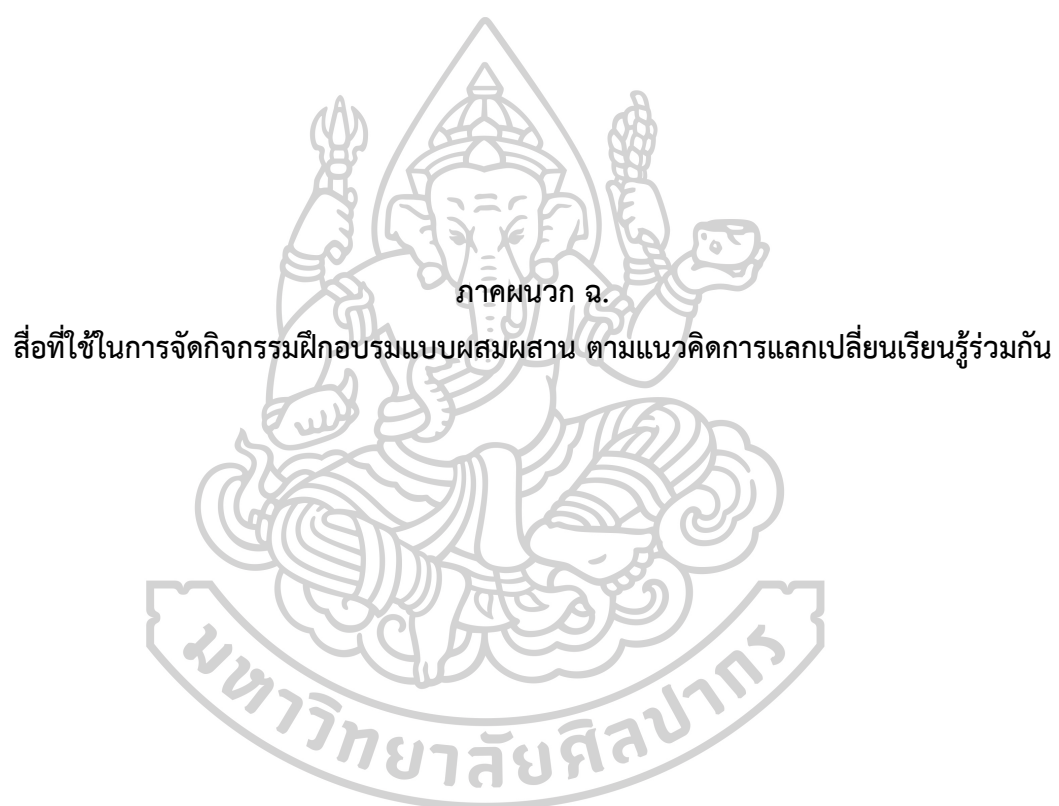 ภาคผนวก ฉ.
สื่อที่ใช้ในการจัดกิจกรรมฝึกอบรมแบบผสมผสาน ตามแนวคิดการแลกเปลี่ยนเรียนรู้ร่วมกัน
มหาวิทยาลัยศิลปากร